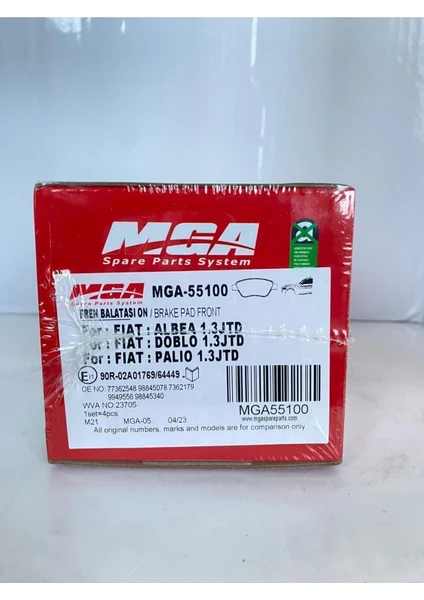 MGA
Spare Parts System
MGA
Spare Parts System
MGA-55100
FREN BALATASI ON / BRAKE PAD FRONT
For : FIAT : ALBEA 1.3JTD
For : FIAT : DOBLO 1.3JTD
For : FIAT : PALIO 1.3JTD
E11 90R-02A01769/64449
OE NO: 77362548 98845078 7362179
9949556 98845340
WVA NO:23705
1set=4pcs
M21 MGA-05 04/23
MGA55100
All original numbers, marks and models are for comparison only
www.mga
mgaspareparts.com